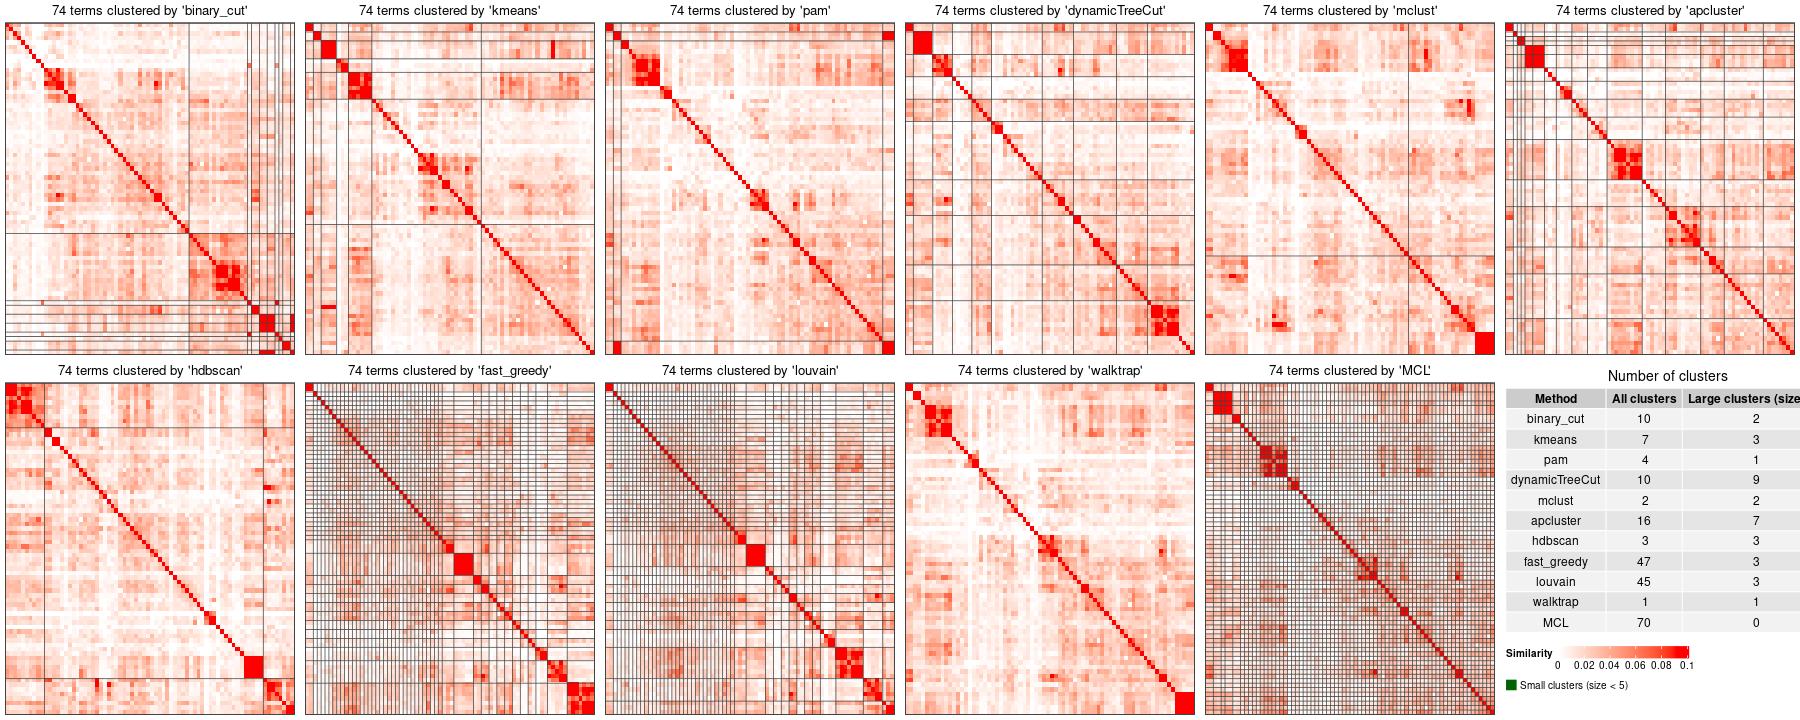 74 terms clustered by 'binary_cut'
74 terms clustered by 'kmeans'
74 terms clustered by 'pam'
74 terms clustered by 'dynamicTreeCut'
74 terms clustered by 'mclust'
74 terms clustered by 'apcluster'
74 terms clustered by 'hdbscan'
74 terms clustered by 'fast_greedy'
74 terms clustered by 'louvain'
74 terms clustered by 'walktrap'
74 terms clustered by 'MCL'
Number of clusters
Method All clusters Large clusters (size
binary_cut 10 2
kmeans 7 3
pam 4 1
dynamicTreeCut 10 9
mclust 2 2
apcluster 16 7
hdbscan 3 3
fast_greedy 47 3
louvain 45 3
walktrap 1 1
MCL 70 0
Similarity
0 0.02 0.04 0.06 0.08 0.1
Small clusters (size < 5)